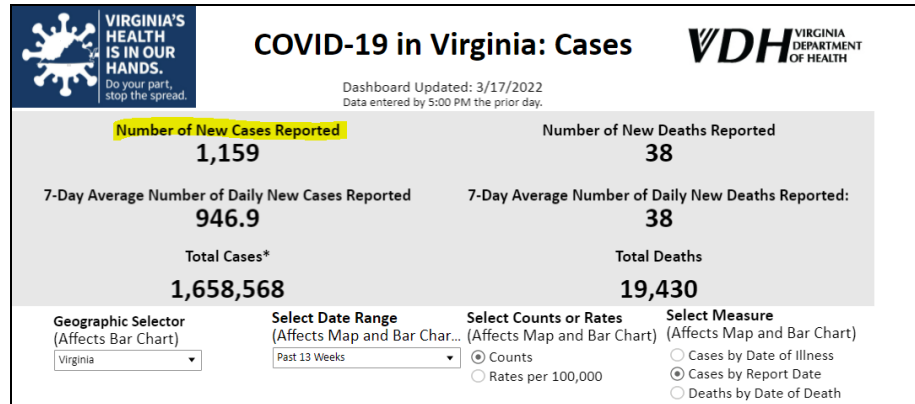 VIRGINIA'S
HEALTH
IS IN OUR
HANDS.
Do your part,
stop the spread.
COVID-19 in Virginia: Cases
VDH VIRGINIA
DEPARTMENT
OF HEALTH
Dashboard Updated: 3/17/2022
Data entered by 5:00 PM the prior day.
Number of New Cases Reported
1,159
Number of New Deaths Reported
38
7-Day Average Number of Daily New Cases Reported
946.9
7-Day Average Number of Daily New Deaths Reported:
38
Total Cases*
1,658,568
Total Deaths
19,430
Geographic Selector
(Affects Bar Chart)
Virginia
Select Date Range
(Affects Map and Bar Char...
Past 13 Weeks
Select Counts or Rates
(Affects Map and Bar Chart)
Counts
Rates per 100,000
Select Measure
(Affects Map and Bar Chart)
Cases by Date of Illness
Cases by Report Date
Deaths by Date of Death